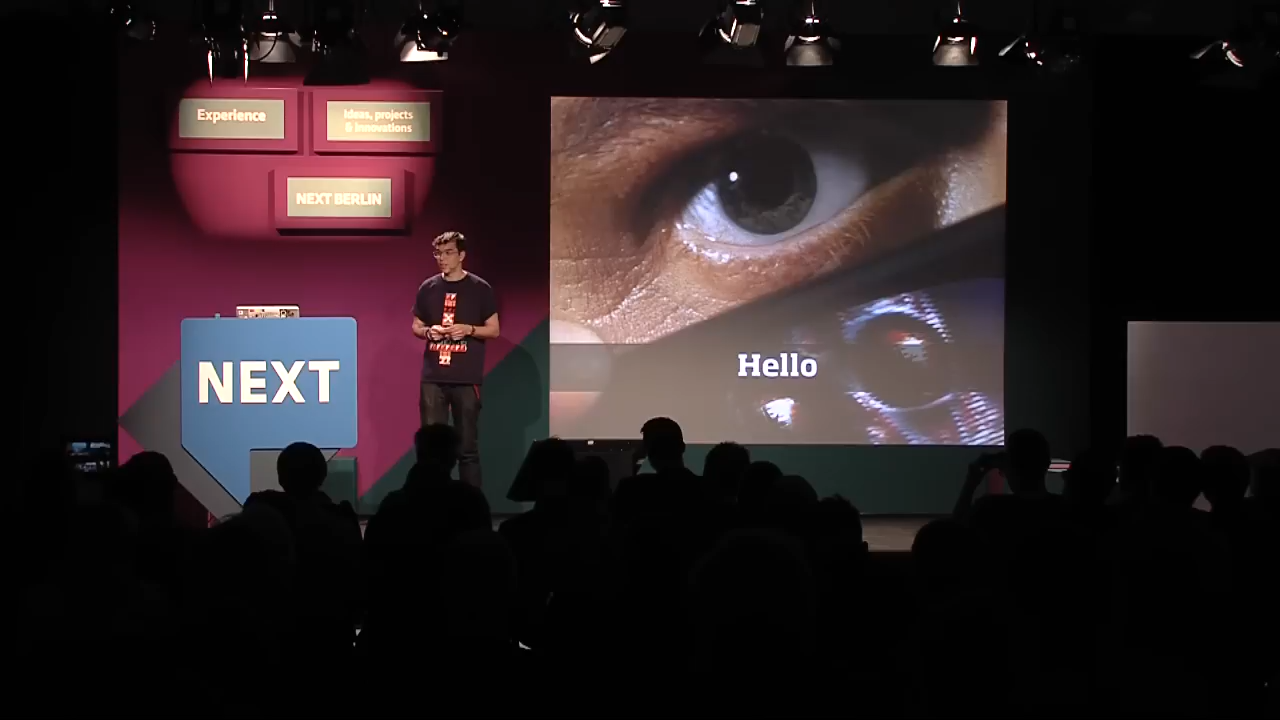 Experience
Ideas, projects
& innovations
NEXT BERLIN
NEXT
Hello